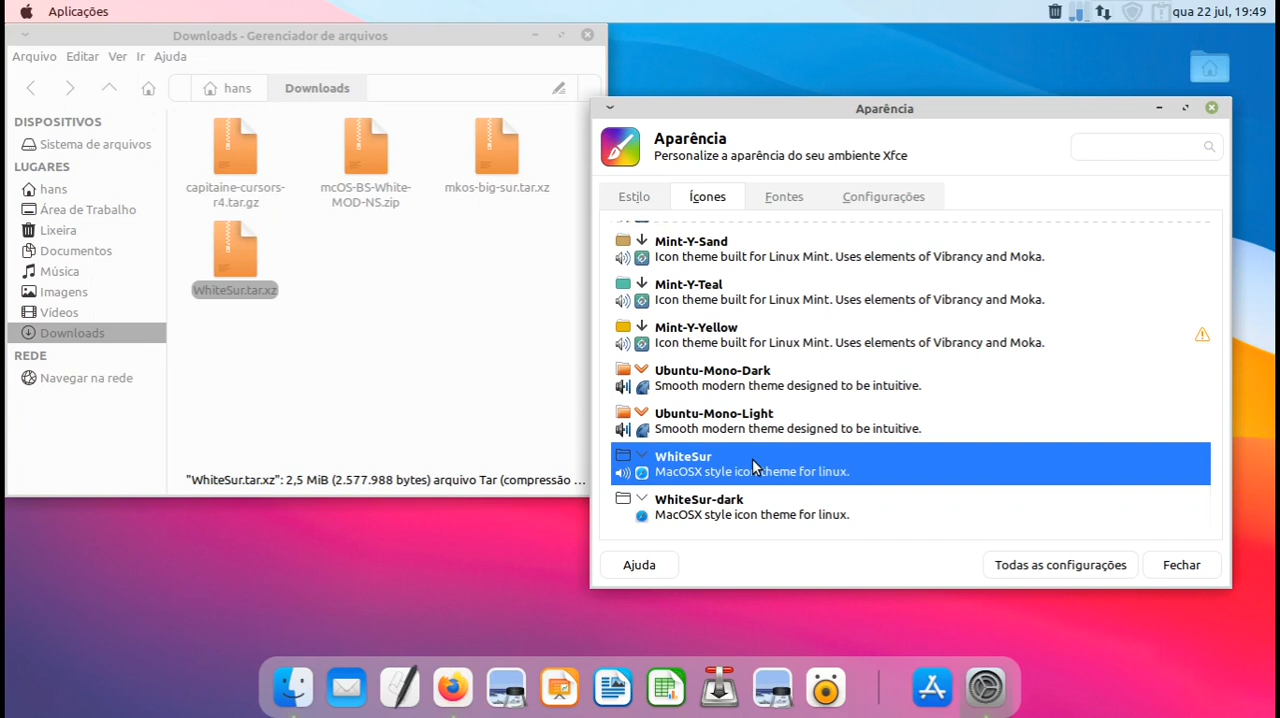 Aplicações
qua 22 jul, 19:49
Downloads - Gerenciador de arquivos
Arquivo Editar Ver Ir Ajuda
hans
Downloads
DISPOSITIVOS
Sistema de arquivos
LUGARES
hans
Área de Trabalho
Lixeira
Documentos
Música
Imagens
Vídeos
Downloads
REDE
Navegar na rede
capitaine-cursors-
r4.tar.gz
mcOS-BS-White-
MOD-NS.zip
mkos-big-sur.tar.xz
WhiteSur.tar.xz
"WhiteSur.tar.xz": 2,5 MiB (2.577.988 bytes) arquivo Tar (compressão ...
Aparência
Aparência
Personalize a aparência do seu ambiente Xfce
Estilo
Ícones
Fontes
Configurações
Mint-Y-Sand
Icon theme built for Linux Mint. Uses elements of Vibrancy and Moka.
Mint-Y-Teal
Icon theme built for Linux Mint. Uses elements of Vibrancy and Moka.
Mint-Y-Yellow
Icon theme built for Linux Mint. Uses elements of Vibrancy and Moka.
Ubuntu-Mono-Dark
Smooth modern theme designed to be intuitive.
Ubuntu-Mono-Light
Smooth modern theme designed to be intuitive.
WhiteSur
MacOSX style icon theme for linux.
WhiteSur-dark
MacOSX style icon theme for linux.
Ajuda
Todas as configurações
Fechar